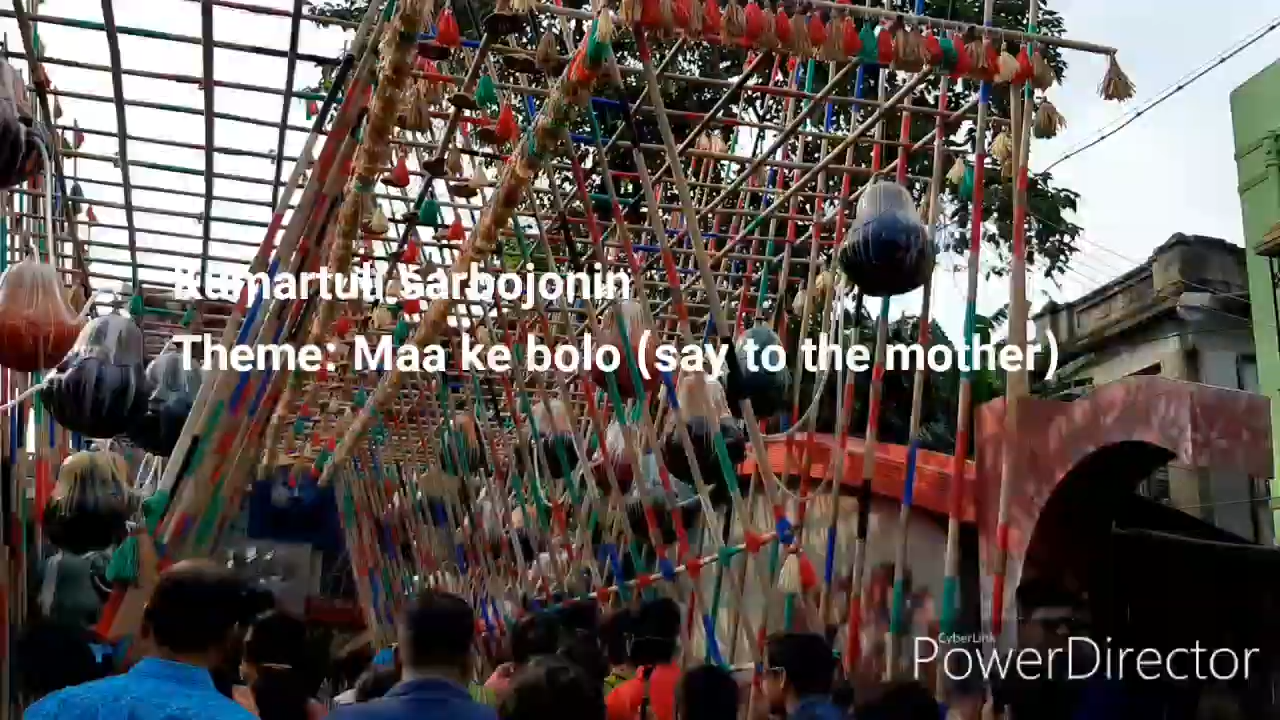 Kumartuli sarbojonin
Theme: Maa ke bolo (say to the mother)
CyberLink
PowerDirector